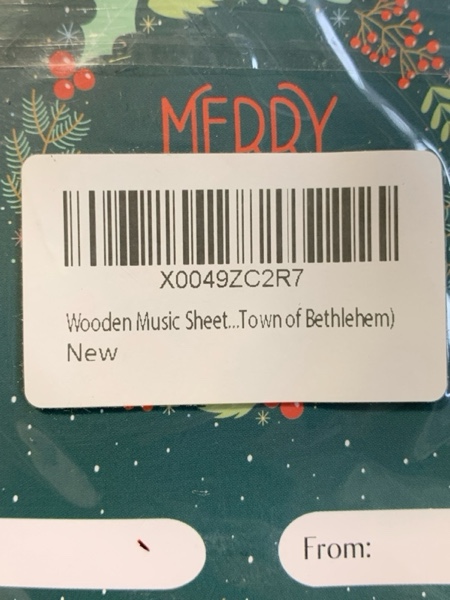 MERRY
X0049ZC2R7
Wooden Music Sheet...Town of Bethlehem)
New
From: